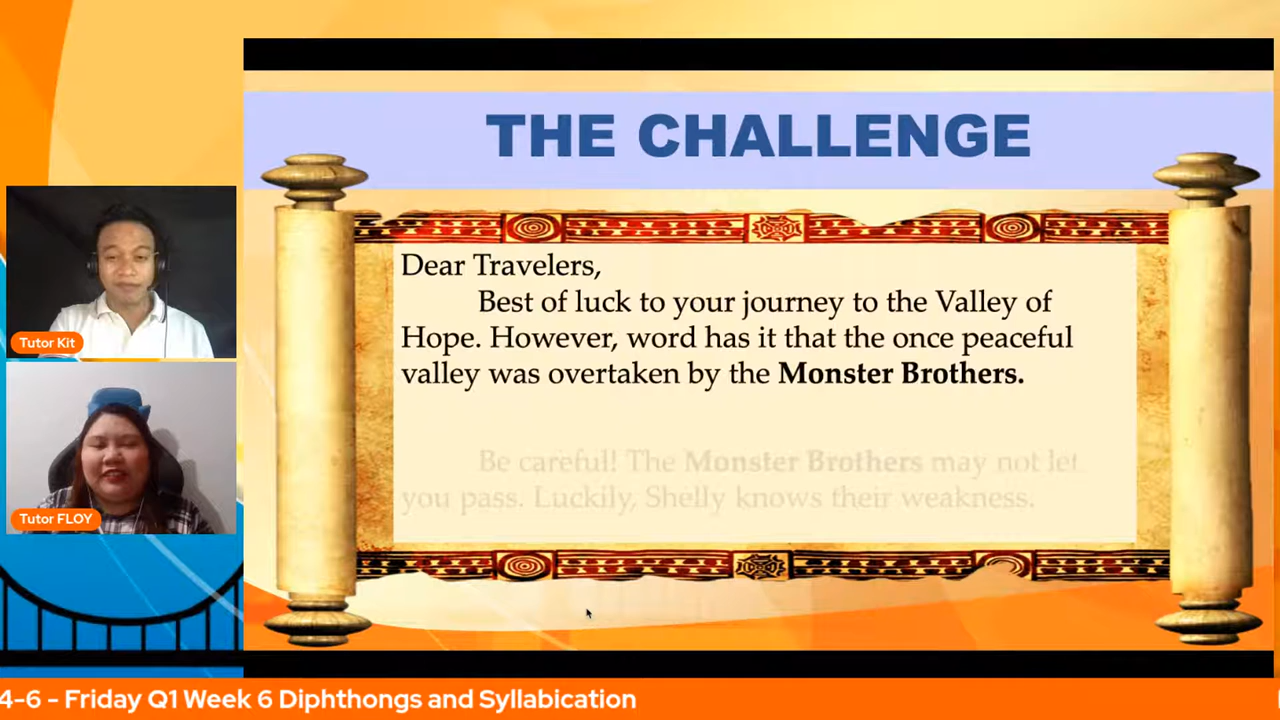 THE CHALLENGE
Dear Travelers,
Best of luck to your journey to the Valley of
Hope. However, word has it that the once peaceful
valley was overtaken by the Monster Brothers.
Be careful! The Monster Brothers may not let
you pass. Luckily, Shelly knows their weakness.
Tutor Kit
Tutor FLOY
4-6 - Friday Q1 Week 6 Diphthongs and Syllabication